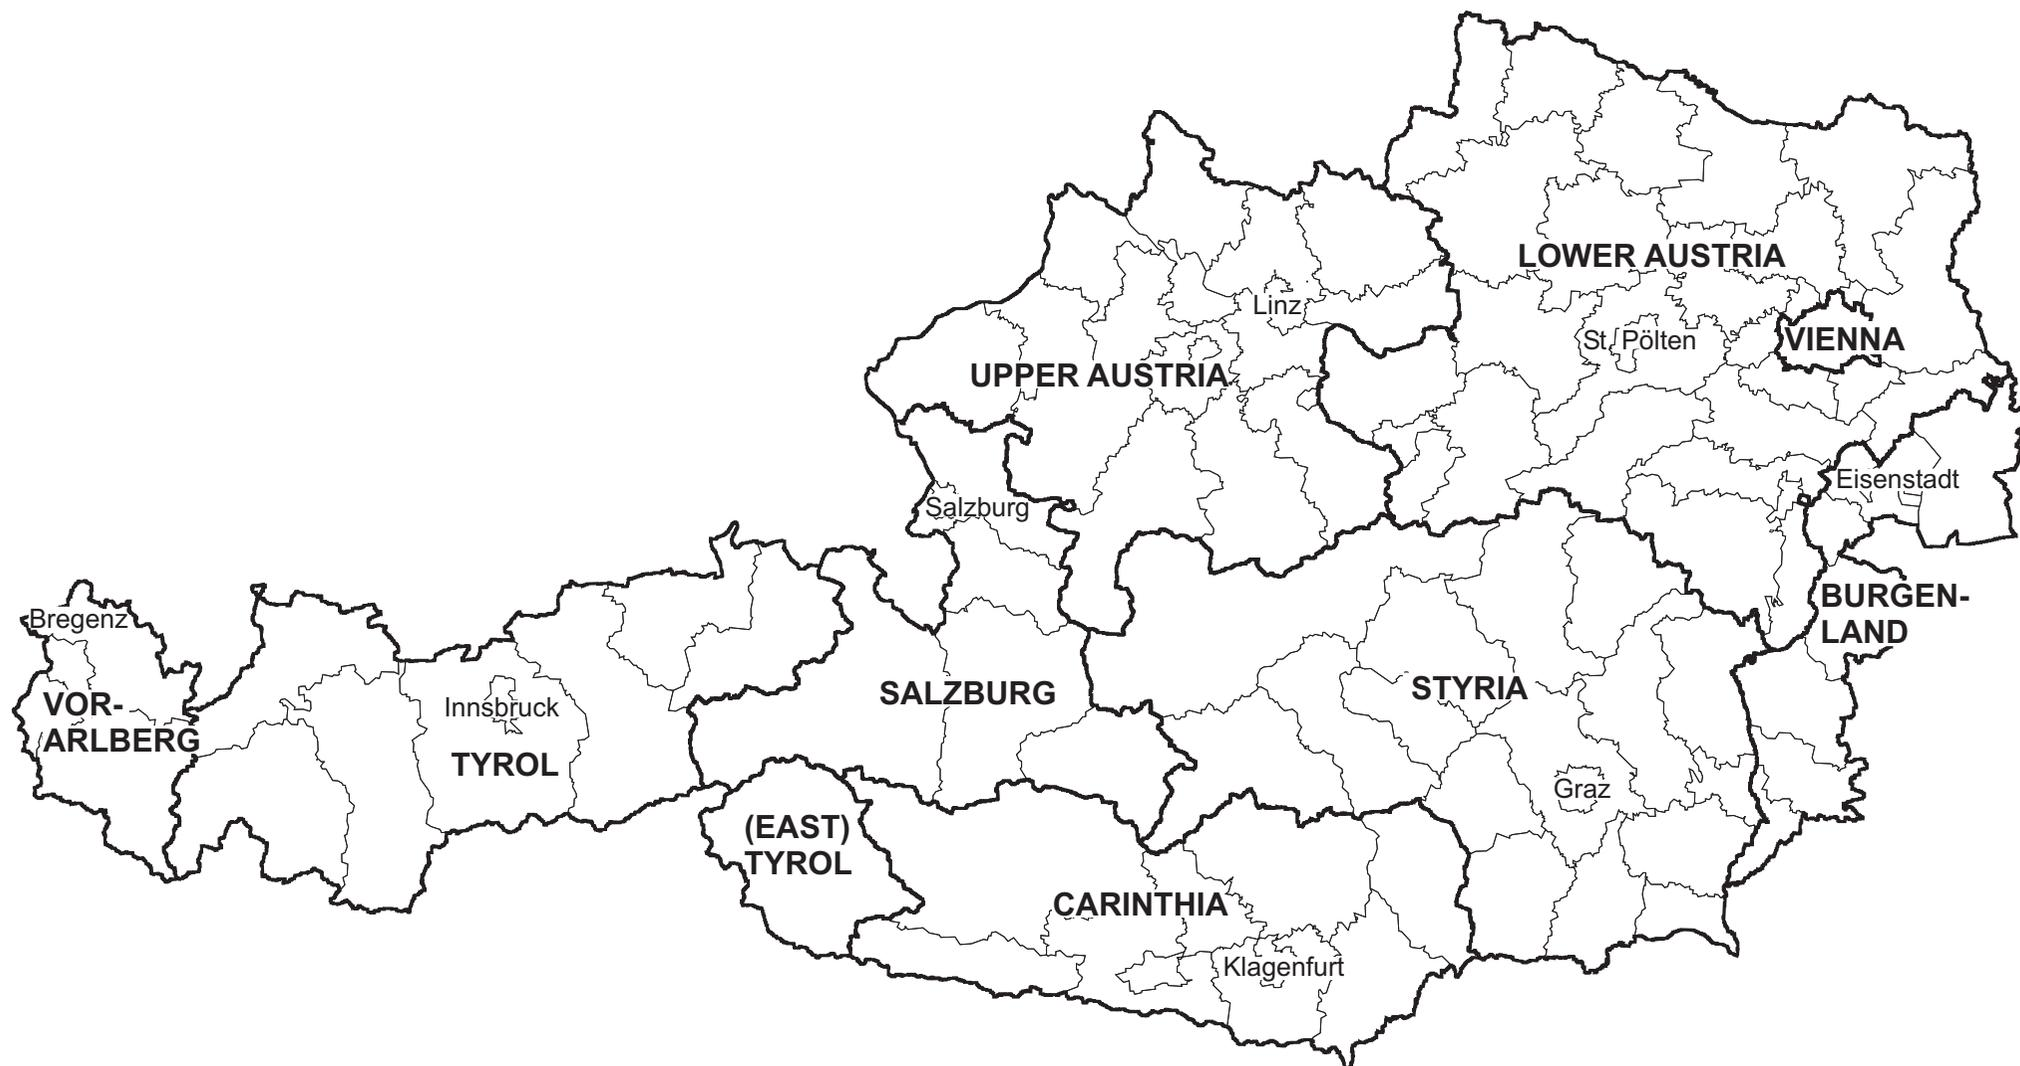 LOWER AUSTRIA
Linz
St. Pölten
VIENNA
UPPER AUSTRIA
Eisenstadt
Salzburg
BURGEN-
LAND
Bregenz
SALZBURG
STYRIA
VOR-
ARLBERG
Innsbruck
TYROL
Graz
(EAST)
TYROL
CARINTHIA
Klagenfurt